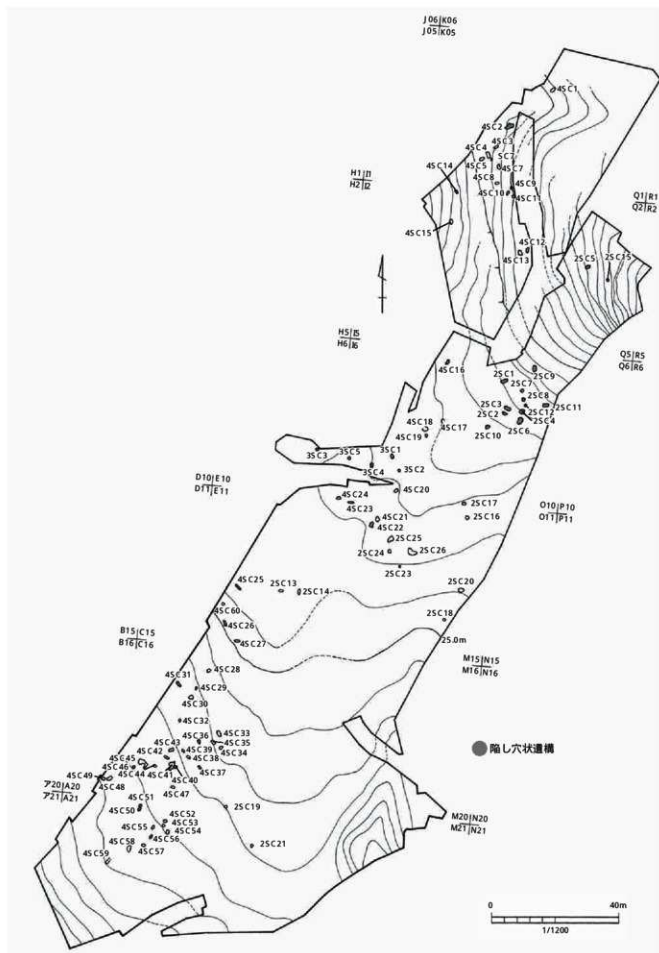 J06|K06
J05|K05
4SC1
4SC2
4SC3
4SC4
SC7
4SC5
4SC7
4SC14
4SC8
4SC9
H1|I1
H2|I2
4SC10
4SC11
Q1|R1
Q2|R2
4SC15
4SC12
4SC13
2SC5
2SC15
H5|I5
H6|I6
Q5|R5
Q6|R6
4SC16
2SC1
2SC9
2SC7
2SC8
2SC3
2SC11
2SC2
2SC12
2SC4
4SC18
4SC17
2SC6
4SC19
2SC10
3SC5
3SC1
3SC3
3SC4
3SC2
D10|E10
D11|E11
4SC20
4SC24
4SC23
2SC17
O10|P10
O11|P11
4SC21
2SC16
4SC22
2SC25
2SC24
2SC26
2SC23
4SC25
2SC13
2SC14
2SC20
4SC60
2SC18
4SC26
B15|C15
B16|C16
4SC27
25.0m
M15|N15
M16|N16
4SC28
4SC31
4SC29
4SC30
4SC32
4SC33
4SC36
4SC35
4SC43
4SC39
4SC34
4SC42
4SC38
陥し穴状遺構
4SC45
4SC46
4SC44
4SC41
4SC37
4SC49
4SC40
ア20|A20
ア21|A21
4SC48
4SC47
4SC51
4SC50
2SC19
4SC52
4SC53
M20|N20
M21|N21
4SC55
4SC54
4SC56
4SC58
4SC57
2SC21
4SC59
0 40m
1/1200